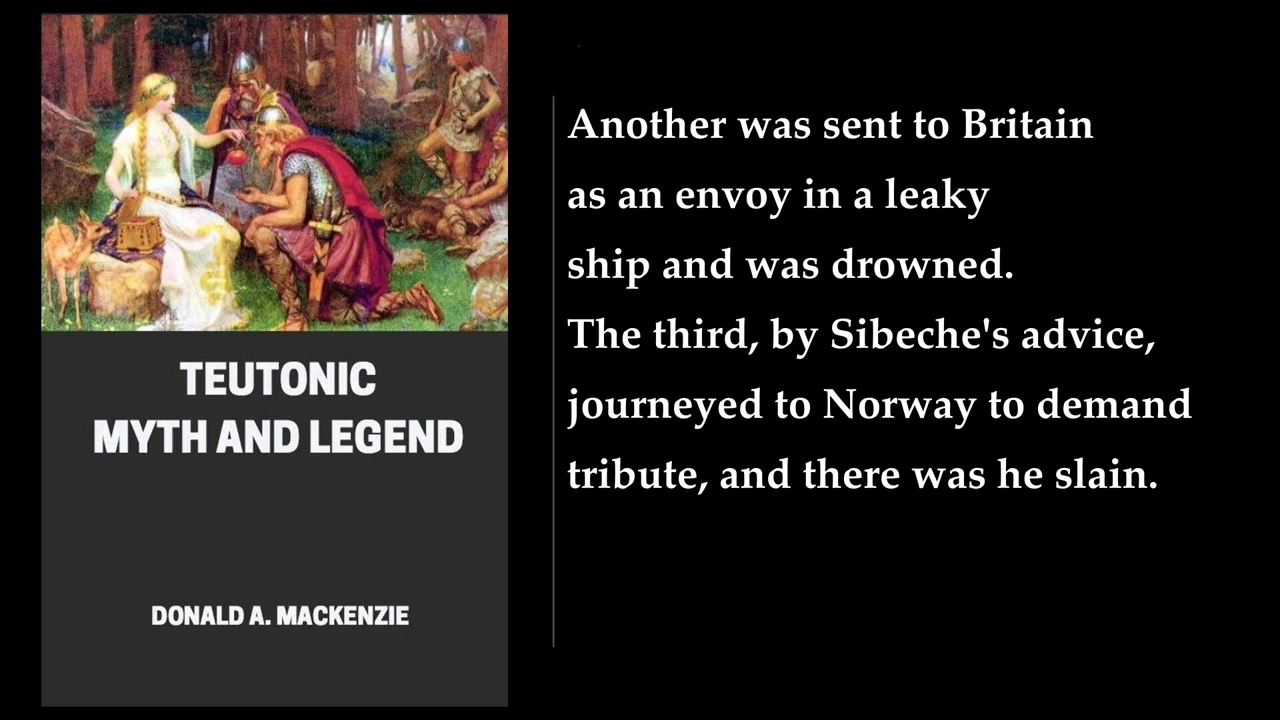 TEUTONIC
MYTH AND LEGEND
DONALD A. MACKENZIE
Another was sent to Britain
as an envoy in a leaky
ship and was drowned.
The third, by Sibeche's advice,
journeyed to Norway to demand
tribute, and there was he slain.